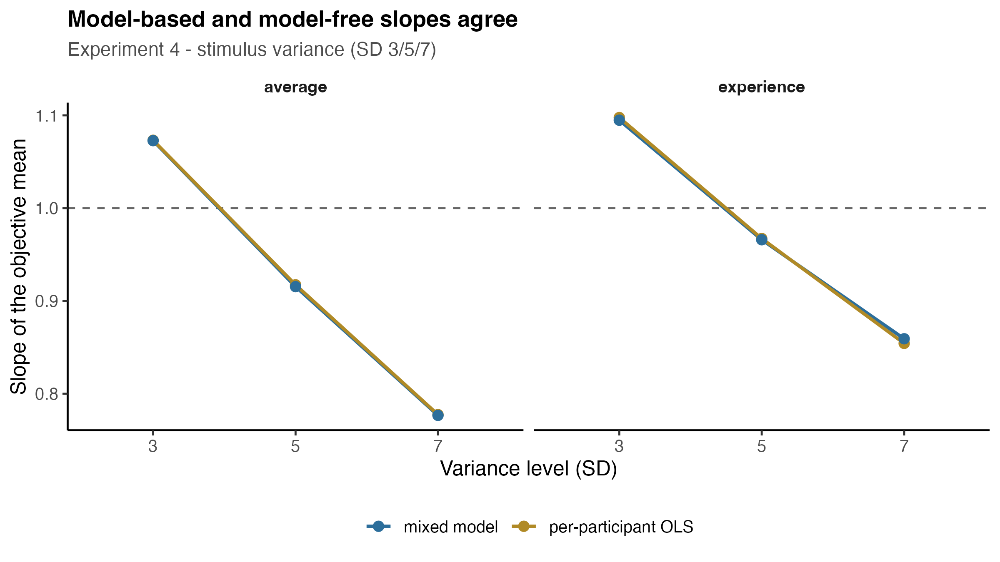 Model-based and model-free slopes agree
Experiment 4 - stimulus variance (SD 3/5/7)
average
experience
Slope of the objective mean
1.1
1.0
0.9
0.8
3
5
7
3
5
7
Variance level (SD)
mixed model
per-participant OLS